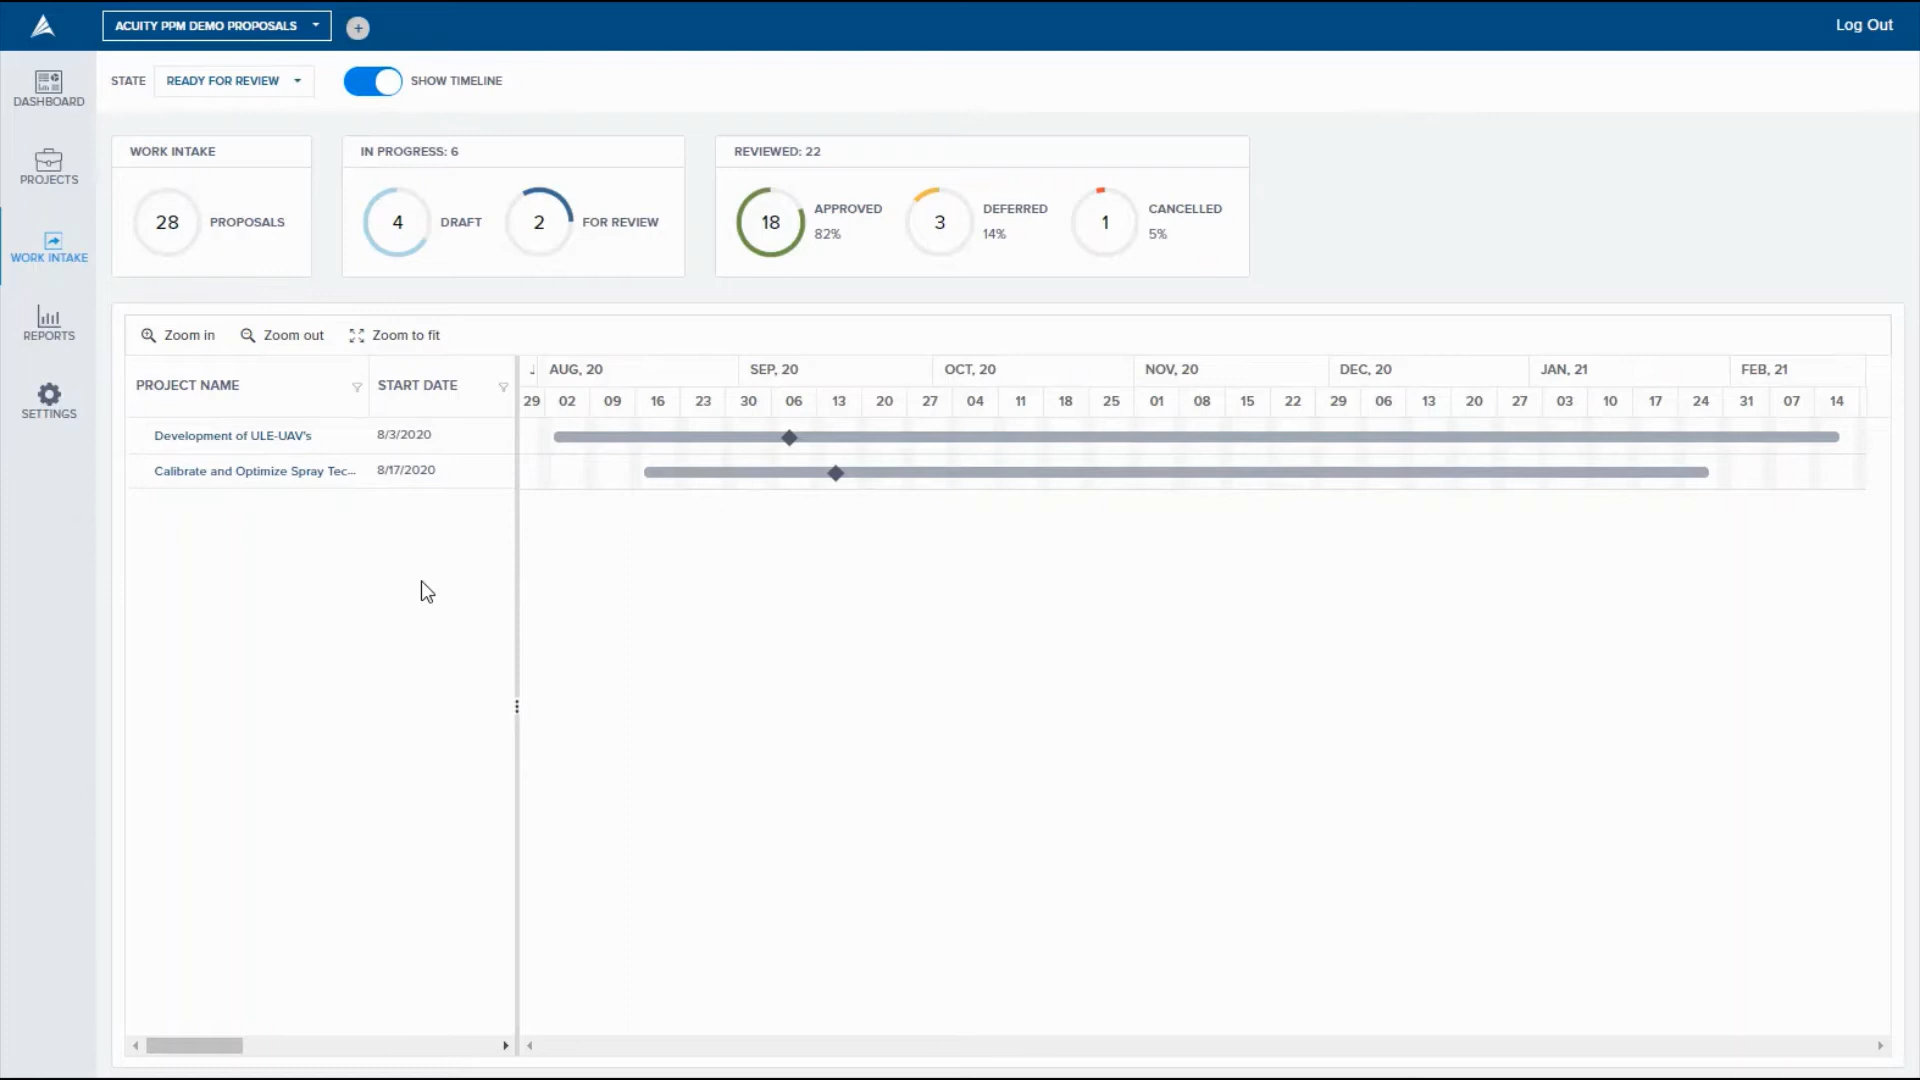 ACUITY PPM DEMO PROPOSALS
+
Log Out
DASHBOARD
PROJECTS
WORK INTAKE
REPORTS
SETTINGS
STATE READY FOR REVIEW SHOW TIMELINE
WORK INTAKE
28 PROPOSALS
IN PROGRESS: 6
4 DRAFT 2 FOR REVIEW
REVIEWED: 22
18 APPROVED 82%
3 DEFERRED 14%
1 CANCELLED 5%
Zoom in Zoom out Zoom to fit
PROJECT NAME START DATE
AUG, 20 SEP, 20 OCT, 20 NOV, 20 DEC, 20 JAN, 21 FEB, 21
29 02 09 16 23 30 06 13 20 27 04 11 18 25 01 08 15 22 29 06 13 20 27 03 10 17 24 31 07 14
Development of ULE-UAV's 8/3/2020
Calibrate and Optimize Spray Tec... 8/17/2020